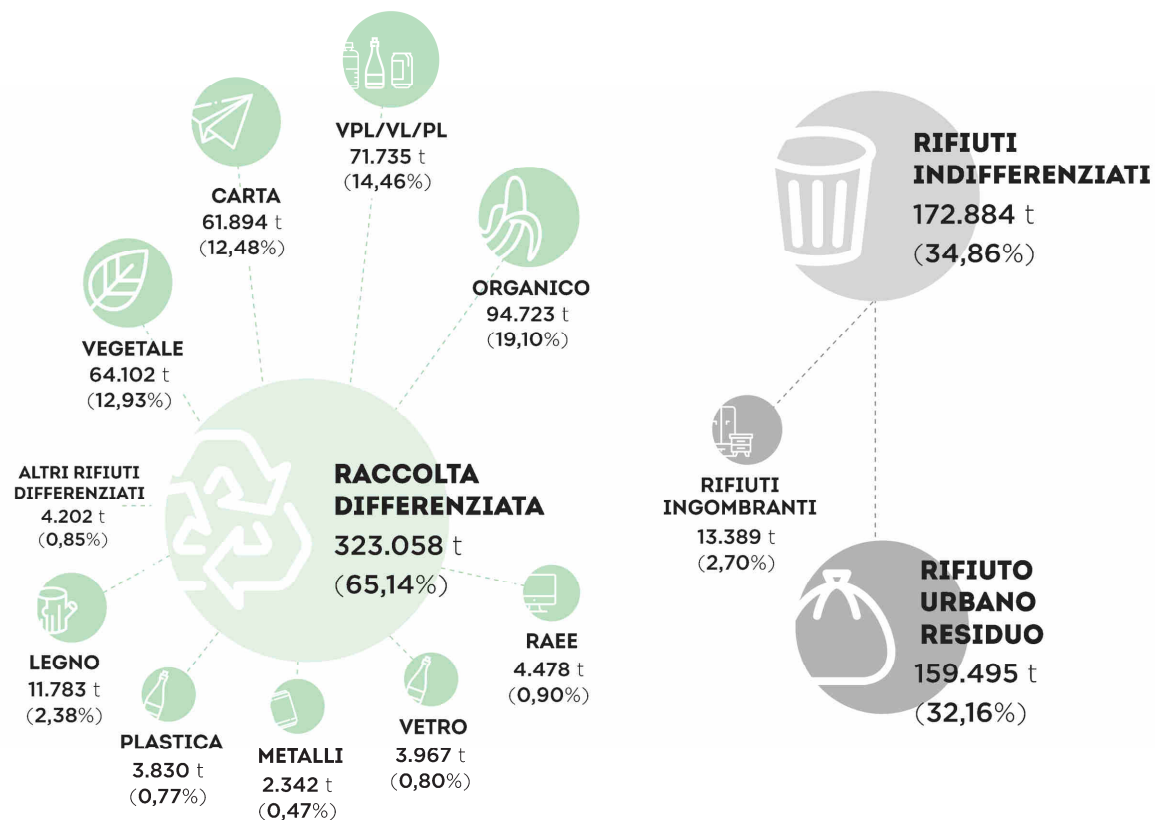 VPL/VL/PL
71.735 t
(14,46%)
CARTA
61.894 t
(12,48%)
ORGANICO
94.723 t
(19,10%)
VEGETALE
64.102 t
(12,93%)
ALTRI RIFIUTI
DIFFERENZIATI
4.202 t
(0,85%)
RACCOLTA
DIFFERENZIATA
323.058 t
(65,14%)
LEGNO
11.783 t
(2,38%)
PLASTICA
3.830 t
(0,77%)
METALLI
2.342 t
(0,47%)
VETRO
3.967 t
(0,80%)
RAEE
4.478 t
(0,90%)
RIFIUTI
INDIFFERENZIATI
172.884 t
(34,86%)
RIFIUTI
INGOMBRANTI
13.389 t
(2,70%)
RIFIUTO
URBANO
RESIDUO
159.495 t
(32,16%)